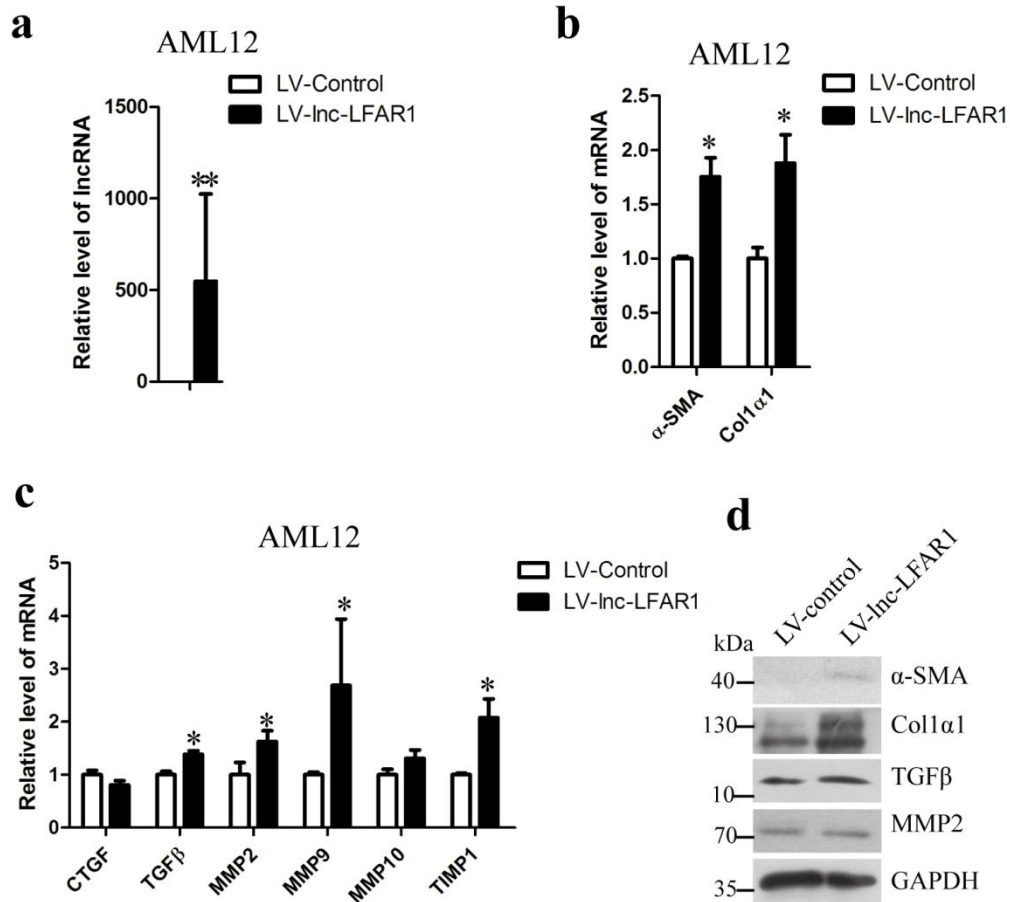 a
AML12
LV-Control
LV-lnc-LFAR1
Relative level of lncRNA
1500
1000
500
0
**
b
AML12
LV-Control
LV-lnc-LFAR1
Relative level of mRNA
2.5
2.0
1.5
1.0
0.5
0.0
* *
α-SMA Col1α1
c
AML12
LV-Control
LV-lnc-LFAR1
Relative level of mRNA
5
4
3
2
1
0
* * * *
CTGF TGFβ MMP2 MMP9 MMP10 TIMP1
d
LV-control LV-lnc-LFAR1
kDa
40 α-SMA
130 Col1α1
10 TGFβ
70 MMP2
35 GAPDH